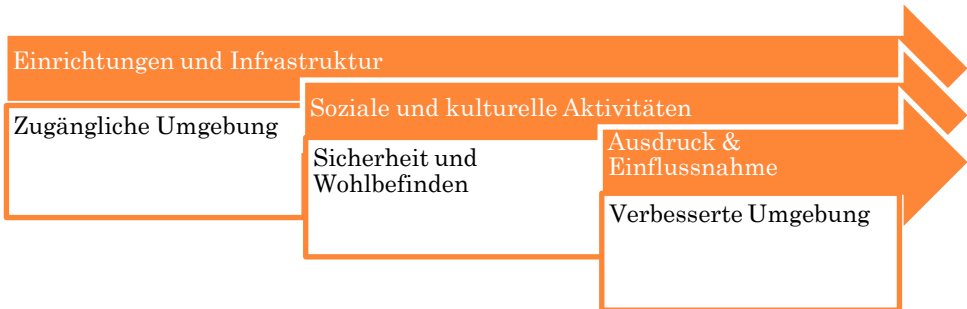 Einrichtungen und Infrastruktur
Zugängliche Umgebung
Soziale und kulturelle Aktivitäten
Sicherheit und
Wohlbefinden
Ausdruck &
Einflussnahme
Verbesserte Umgebung